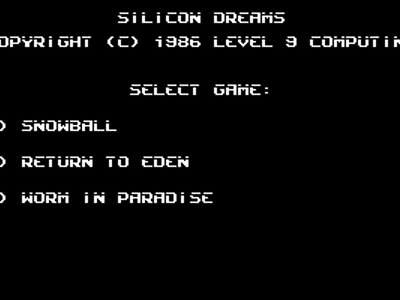 SILICON DREAMS
OPYRIGHT (C) 1986 LEVEL 9 COMPUTIN
SELECT GAME:
) SNOWBALL
) RETURN TO EDEN
) WORM IN PARADISE